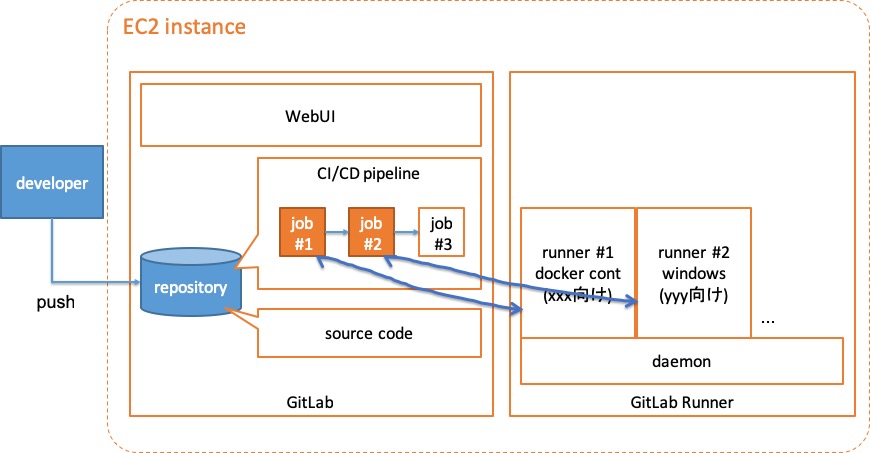 EC2 instance
WebUI
developer
CI/CD pipeline
job
#1
job
#2
job
#3
repository
push
source code
GitLab
runner #1
docker cont
(xxx向け)
runner #2
windows
(yyy向け)
...
daemon
GitLab Runner